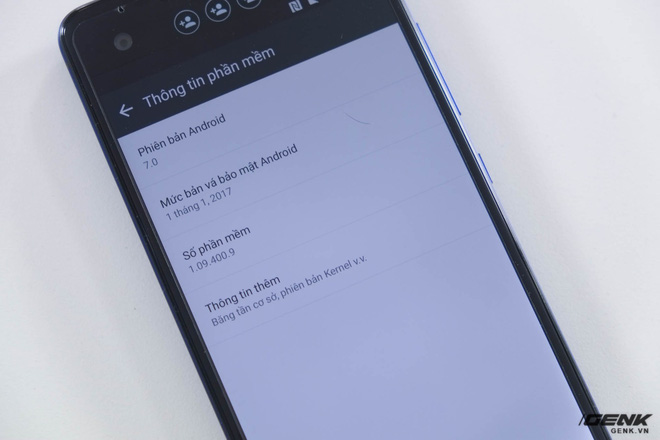 Thông tin phần mềm
Phiên bản Android
7.0
Mức bản vá bảo mật Android
1 tháng 1, 2017
Số phần mềm
1.09.400.9
Thông tin thêm
Băng tần cơ sở, phiên bản Kernel v.v.
GENK
GENK.VN